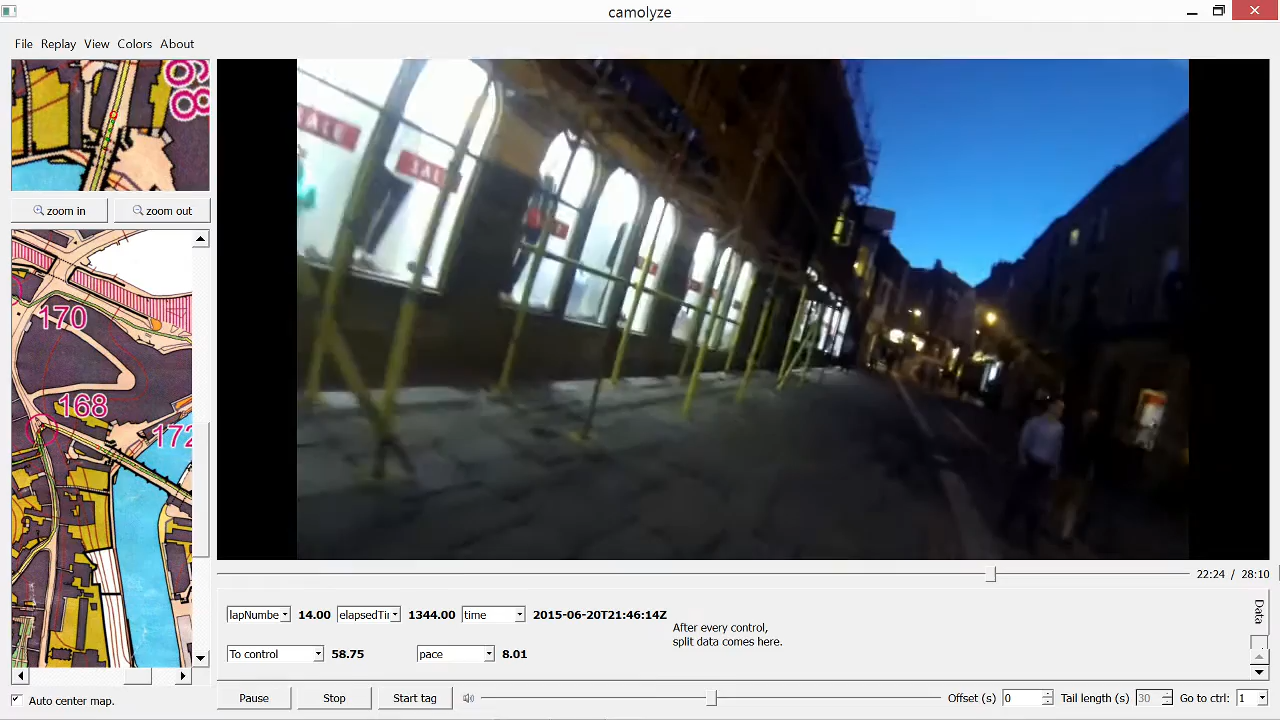 camolyze
File Replay View Colors About
zoom in zoom out
170
168
172
SALE
SAL
22:24 / 28:10
lapNumbe 14.00 elapsedTi 1344.00 time 2015-06-20T21:46:14Z
After every control,
split data comes here.
To control 58.75 pace 8.01
Data
Auto center map.
Pause Stop Start tag Offset (s) 0 Tail length (s) 30 Go to ctrl: 1